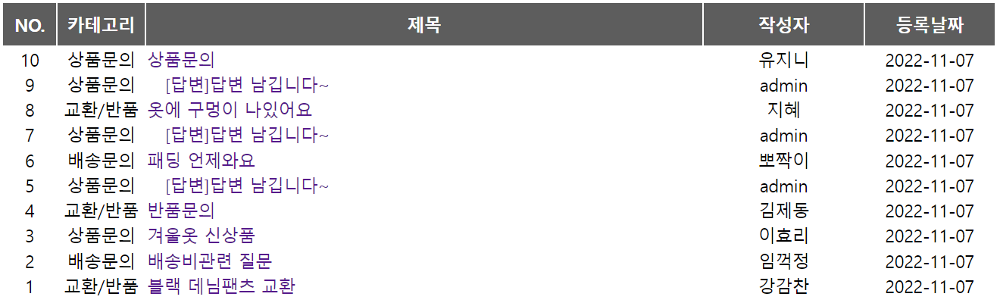 NO. 카테고리 제목 작성자 등록날짜
10 상품문의 상품문의 유지니 2022-11-07
9 상품문의 [답변]답변 남깁니다~ admin 2022-11-07
8 교환/반품 옷에 구멍이 나있어요 지혜 2022-11-07
7 상품문의 [답변]답변 남깁니다~ admin 2022-11-07
6 배송문의 패딩 언제와요 뽀짝이 2022-11-07
5 상품문의 [답변]답변 남깁니다~ admin 2022-11-07
4 교환/반품 반품문의 김제동 2022-11-07
3 상품문의 겨울옷 신상품 이효리 2022-11-07
2 배송문의 배송비관련 질문 임꺽정 2022-11-07
1 교환/반품 블랙 데님팬츠 교환 강감찬 2022-11-07